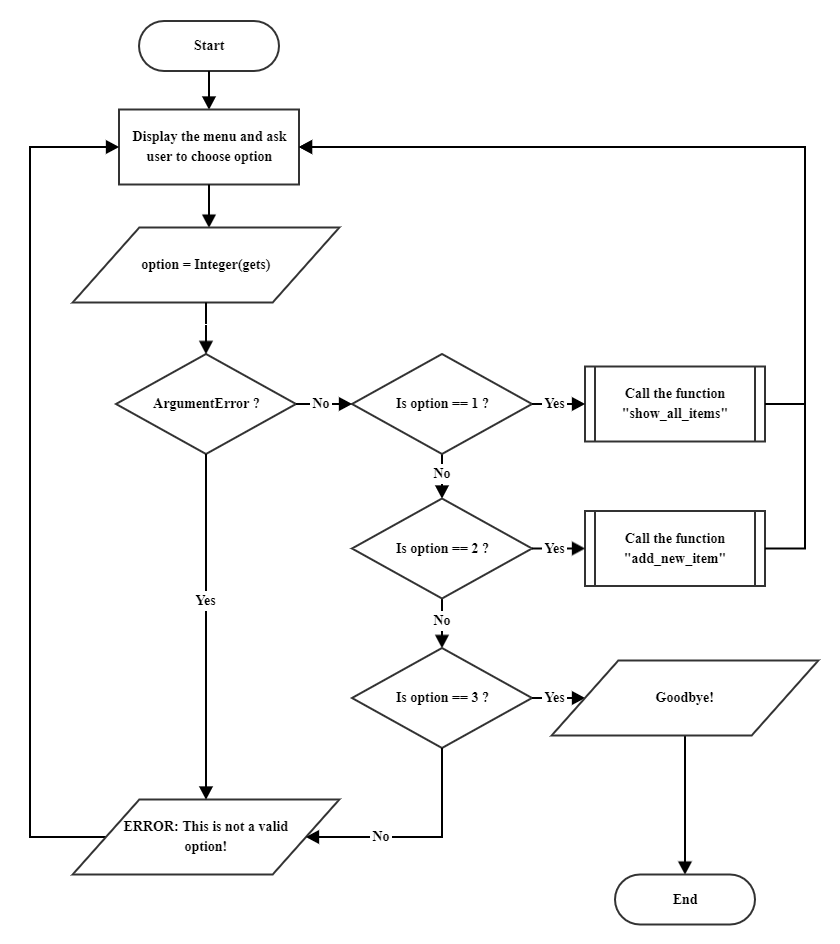 Start
Display the menu and ask
user to choose option
option = Integer(gets)
ArgumentError ?
No
Is option == 1 ?
Yes
Call the function
"show_all_items"
No
Is option == 2 ?
Yes
Call the function
"add_new_item"
Yes
No
Is option == 3 ?
Yes
Goodbye!
ERROR: This is not a valid
option!
No
End